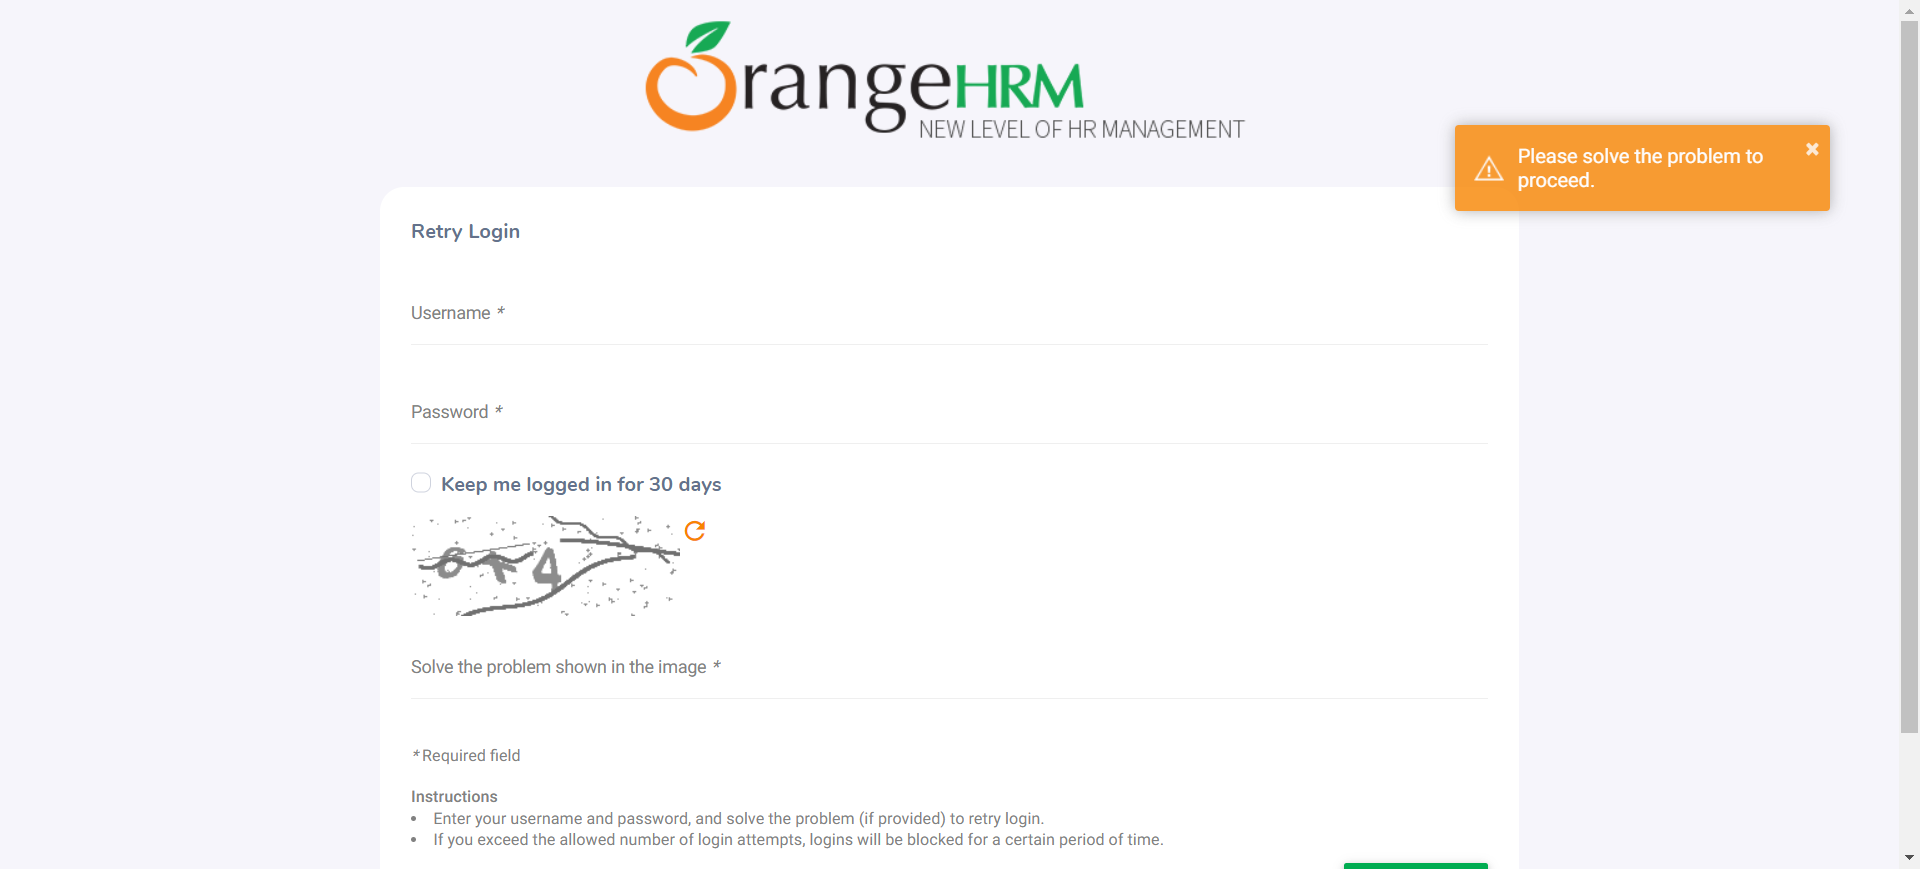 OrangeHRM
NEW LEVEL OF HR MANAGEMENT
Please solve the problem to
proceed.
Retry Login
Username *
Password *
Keep me logged in for 30 days
Solve the problem shown in the image *
* Required field
Instructions
• Enter your username and password, and solve the problem (if provided) to retry login.
• If you exceed the allowed number of login attempts, logins will be blocked for a certain period of time.